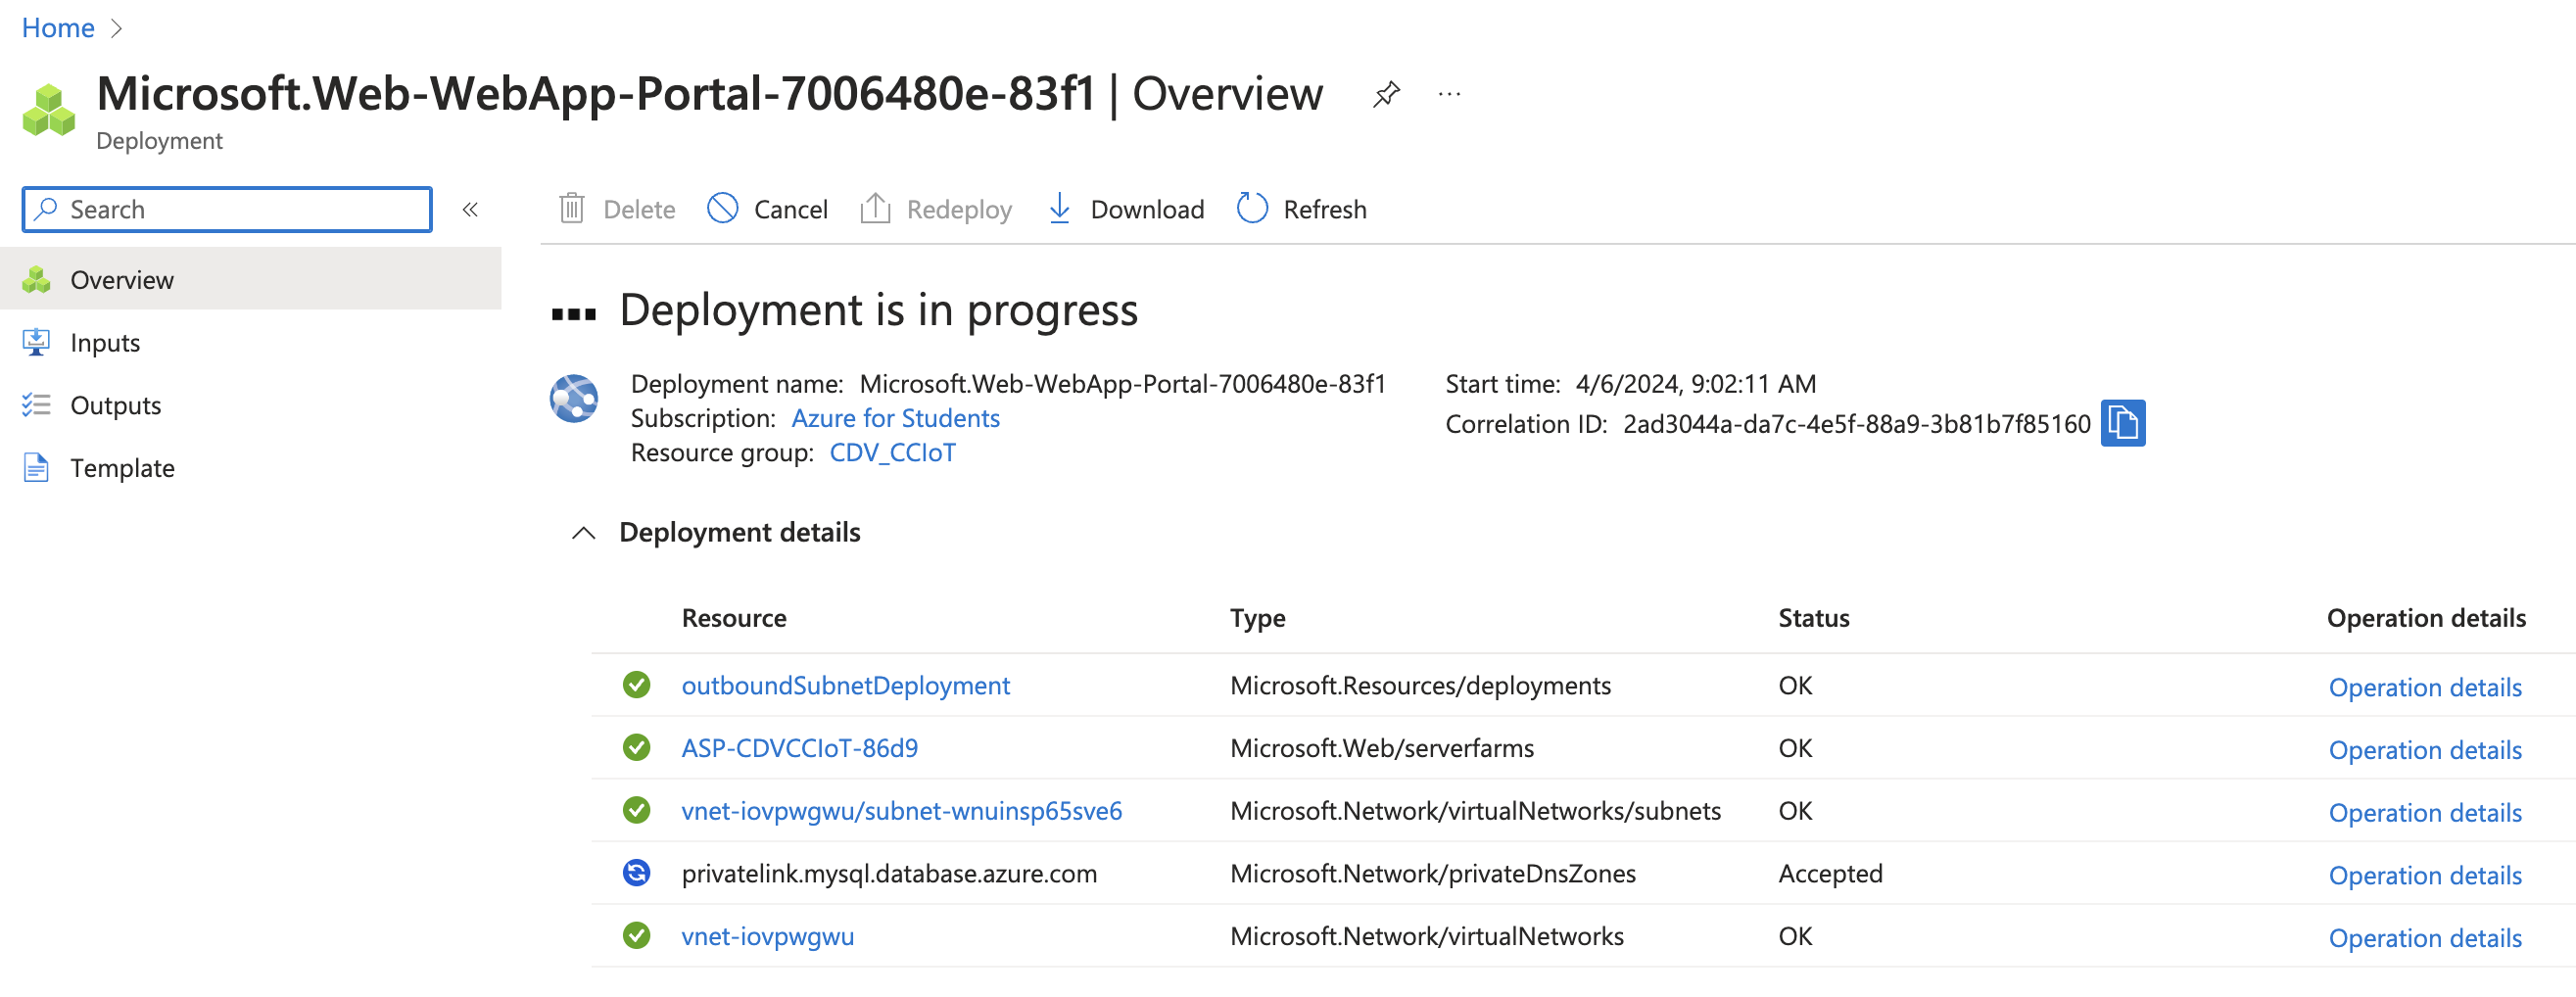 Home
Microsoft.Web-WebApp-Portal-7006480e-83f1 | Overview
Deployment
Search
Delete Cancel Redeploy Download Refresh
Overview
Inputs
Outputs
Template
Deployment is in progress
Deployment name: Microsoft.Web-WebApp-Portal-7006480e-83f1
Subscription: Azure for Students
Resource group: CDV_CCIoT
Start time: 4/6/2024, 9:02:11 AM
Correlation ID: 2ad3044a-da7c-4e5f-88a9-3b81b7f85160
Deployment details
Resource Type Status Operation details
outboundSubnetDeployment Microsoft.Resources/deployments OK Operation details
ASP-CDVCCIoT-86d9 Microsoft.Web/serverfarms OK Operation details
vnet-iovpwgwu/subnet-wnuinsp65sve6 Microsoft.Network/virtualNetworks/subnets OK Operation details
privatelink.mysql.database.azure.com Microsoft.Network/privateDnsZones Accepted Operation details
vnet-iovpwgwu Microsoft.Network/virtualNetworks OK Operation details